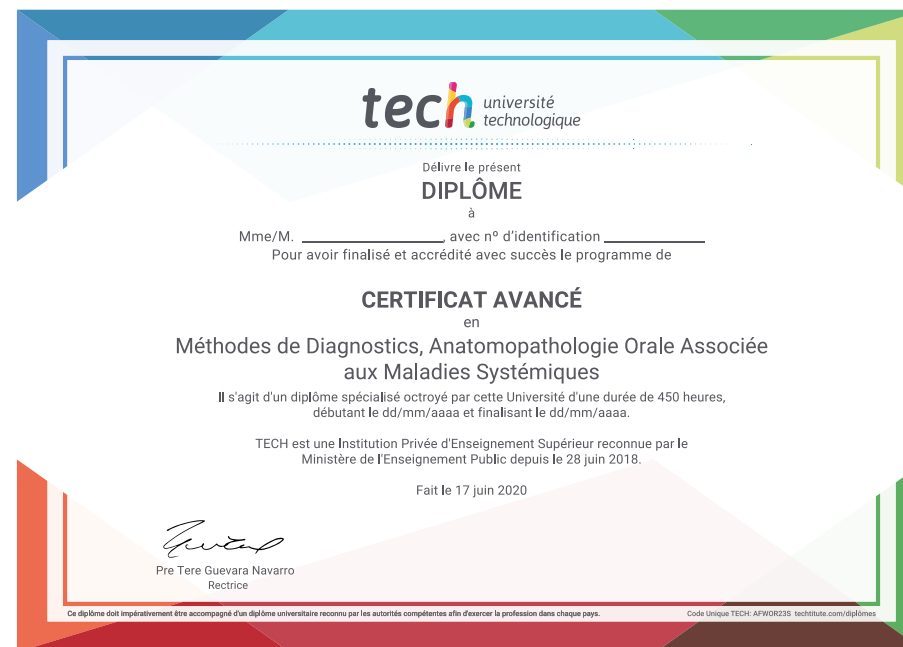 tech université
technologique
Délivre le présent
DIPLÔME
à
Mme/M. ____________________, avec nº d'identification ______________
Pour avoir finalisé et accrédité avec succès le programme de
CERTIFICAT AVANCÉ
en
Méthodes de Diagnostics, Anatomopathologie Orale Associée
aux Maladies Systémiques
Il s'agit d'un diplôme spécialisé octroyé par cette Université d'une durée de 450 heures,
débutant le dd/mm/aaaa et finalisant le dd/mm/aaaa.
TECH est une Institution Privée d'Enseignement Supérieur reconnue par le
Ministère de l'Enseignement Public depuis le 28 juin 2018.
Fait le 17 juin 2020
Pre Tere Guevara Navarro
Rectrice
Ce diplôme doit impérativement être accompagné d'un diplôme universitaire reconnu par les autorités compétentes afin d'exercer la profession dans chaque pays.
Code Unique TECH: AFWOR23S techtitute.com/diplômes